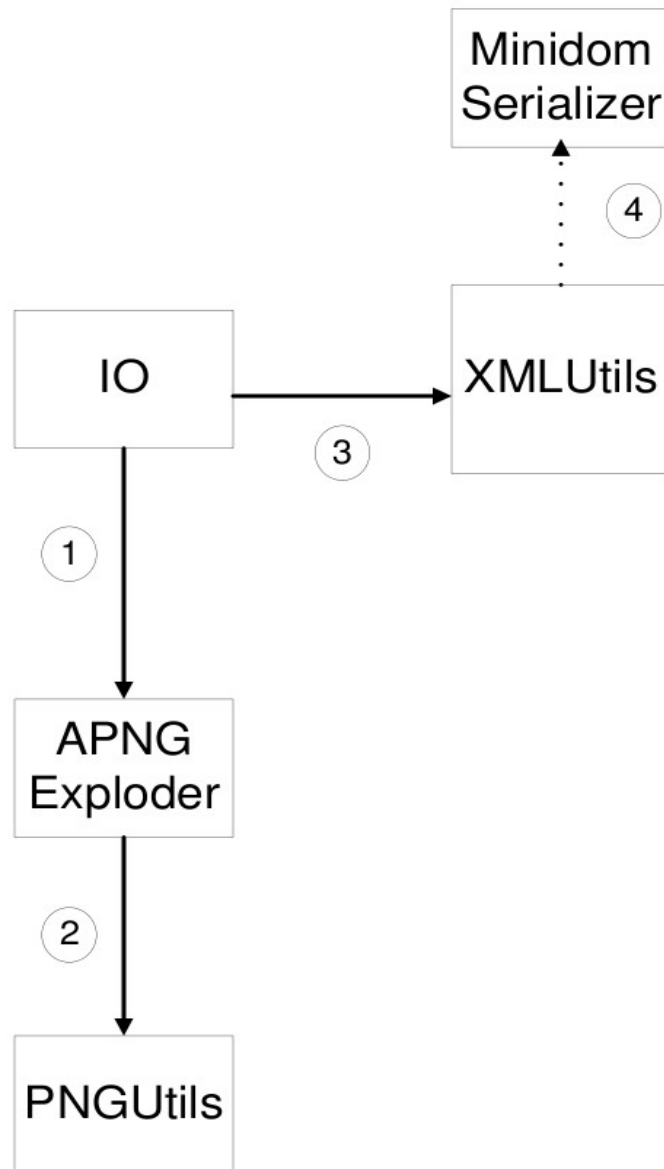 Minidom
Serializer
4
IO
XMLUtils
3
1
APNG
Exploder
2
PNGUtils